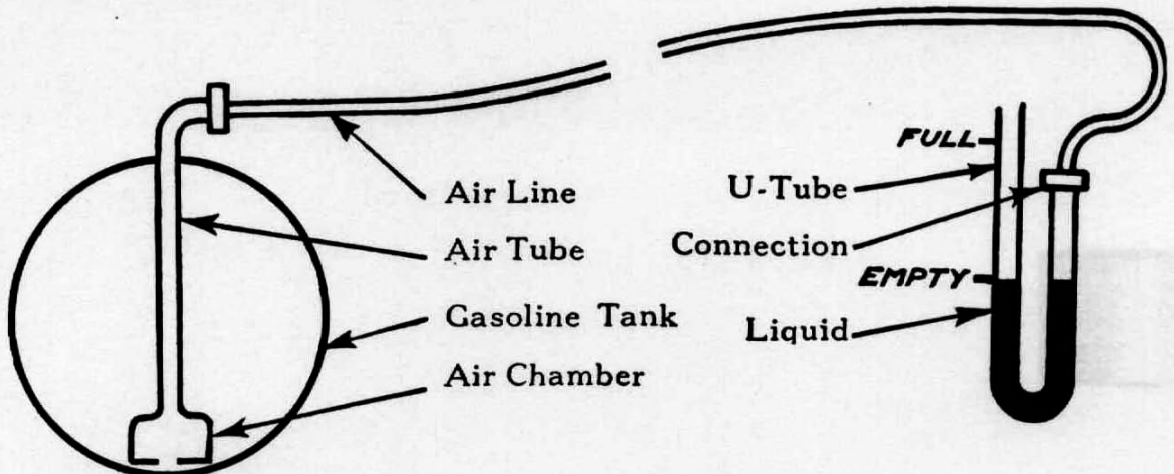 Air Line
Air Tube
Gasoline Tank
Air Chamber
FULL
U-Tube
Connection
EMPTY
Liquid